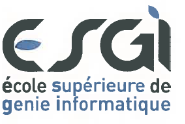 ESGI
école supérieure de
genie informatique